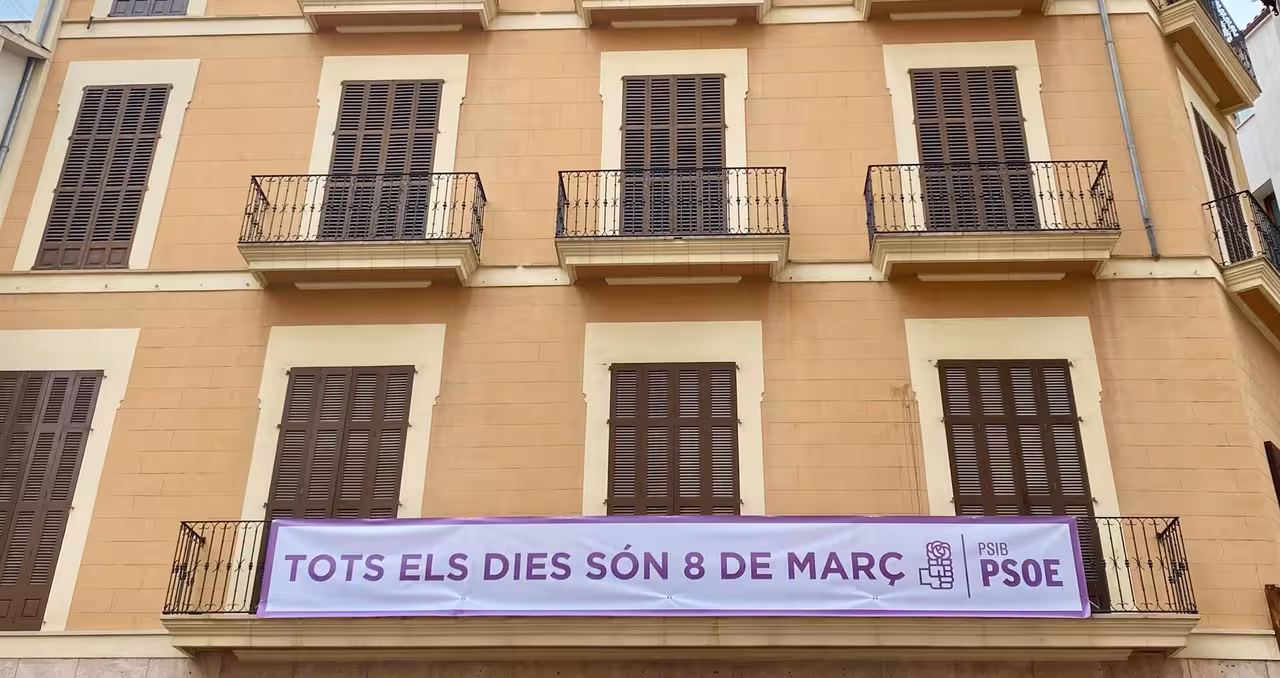 TOTS ELS DIES SÓN 8 DE MARÇ
PSIB
PSOE